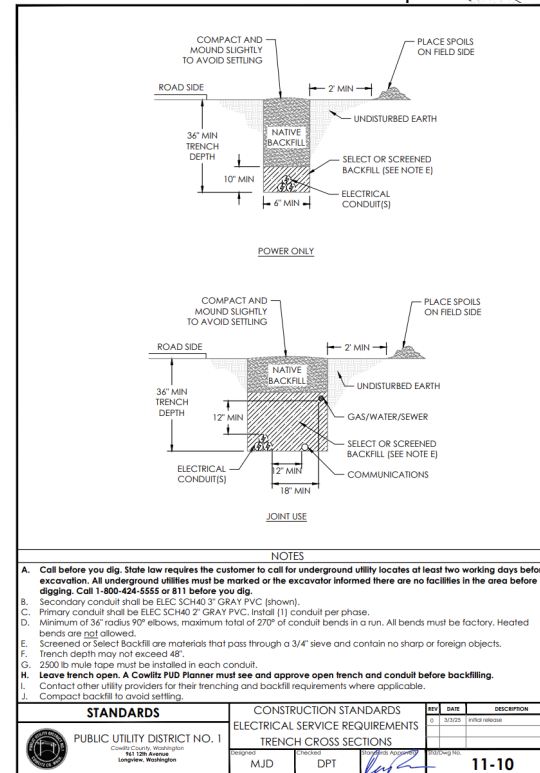 COMPACT AND
MOUND SLIGHTLY
TO AVOID SETTLING
PLACE SPOILS
ON FIELD SIDE
ROAD SIDE
2' MIN
UNDISTURBED EARTH
36" MIN
TRENCH
DEPTH
NATIVE
BACKFILL
SELECT OR SCREENED
BACKFILL (SEE NOTE E)
10" MIN
ELECTRICAL
CONDUIT(S)
6" MIN
POWER ONLY
COMPACT AND
MOUND SLIGHTLY
TO AVOID SETTLING
PLACE SPOILS
ON FIELD SIDE
ROAD SIDE
2' MIN
NATIVE
BACKFILL
UNDISTURBED EARTH
36" MIN
TRENCH
DEPTH
12" MIN
GAS/WATER/SEWER
SELECT OR SCREENED
BACKFILL (SEE NOTE E)
ELECTRICAL
CONDUIT(S)
12" MIN
COMMUNICATIONS
18" MIN
JOINT USE
NOTES
A. Call before you dig. State law requires the customer to call for underground utility locates at least two working days befor
excavation. All underground utilities must be marked or the excavator informed there are no facilities in the area before
digging. Call 1-800-424-5555 or 811 before you dig.
B. Secondary conduit shall be ELEC SCH40 3" GRAY PVC (shown).
C. Primary conduit shall be ELEC SCH40 2" GRAY PVC. Install (1) conduit per phase.
D. Minimum of 36" radius 90° elbows, maximum total of 270° of conduit bends in a run. All bends must be factory. Heated
bends are not allowed.
E. Screened or Select Backfill are materials that pass through a 3/4" sieve and contain no sharp or foreign objects.
F. Trench depth may not exceed 48".
G. 2500 lb mule tape must be installed in each conduit.
H. Leave trench open. A Cowlitz PUD Planner must see and approve open trench and conduit before backfilling.
I. Contact other utility providers for their trenching and backfill requirements where applicable.
J. Compact backfill to avoid settling.
STANDARDS
PUBLIC UTILITY DISTRICT NO. 1
Cowlitz County, Washington
961 12th Avenue
Longview, Washington
CONSTRUCTION STANDARDS
ELECTRICAL SERVICE REQUIREMENTS
TRENCH CROSS SECTIONS
REV DATE DESCRIPTION
0 3/3/25 Initial release
Designed
MJD
Checked
DPT
Standards Approved
Std/Dwg No.
11-10